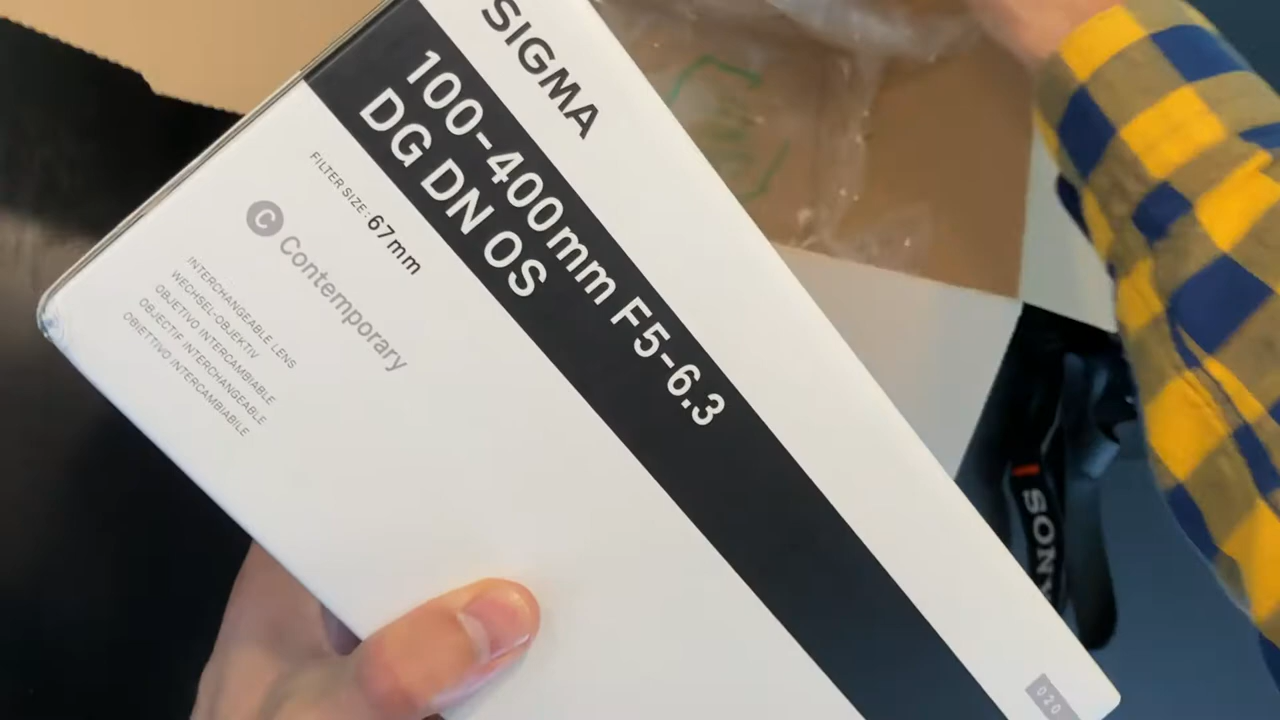 SIGMA
100-400mm F5-6.3
DG DN OS
FILTER SIZE: 67mm
C Contemporary
INTERCHANGEABLE LENS
WECHSEL-OBJEKTIV
OBJETIVO INTERCAMBIABLE
OBJECTIF INTERCHANGEABLE
OBIETTIVO INTERCAMBIABILE
020
SONY